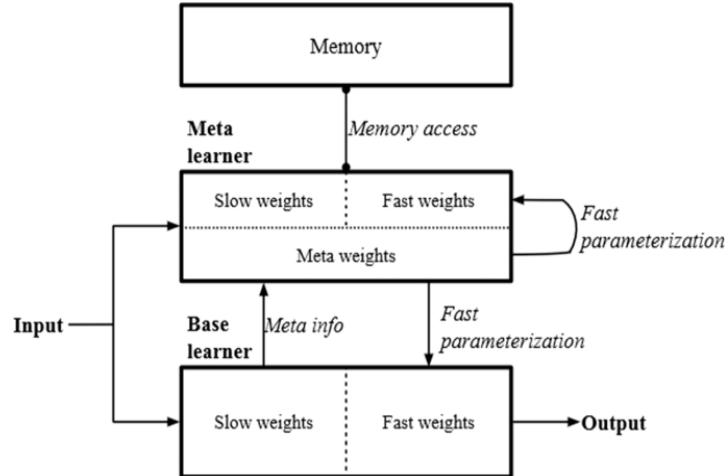 Memory
Memory access
Meta
learner
Slow weights
Fast weights
Fast
parameterization
Meta weights
Input
Base
learner
Meta info
Fast
parameterization
Slow weights
Fast weights
Output